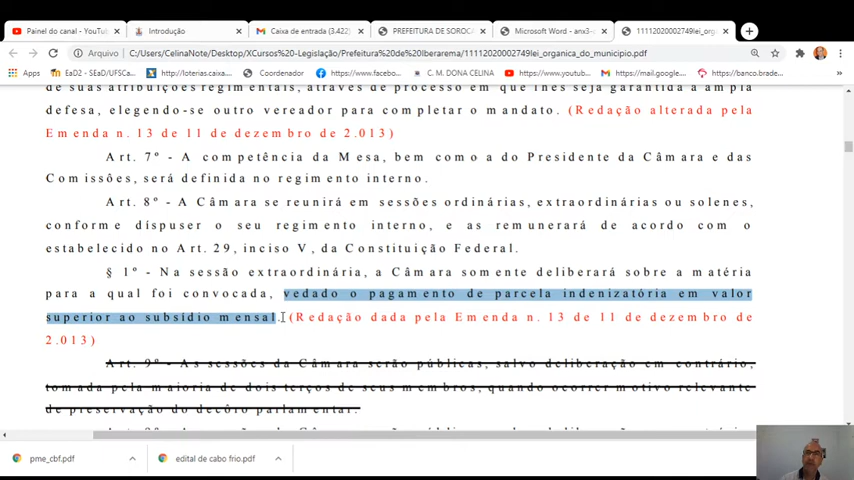 Painel do canal - YouTu
Introdução
Caixa de entrada (3.422)
PREFEITURA DE SOROCA
Microsoft Word - anx3-
11112020002749lei_orga
Arquivo
C:/Users/CelinaNote/Desktop/XCursos%20-Legislação/Prefeitura%20de%20Iberarema/11112020002749lei_organica_do_municipio.pdf
Apps
EaD2 - SEaD/UFSCa...
http://loterias.caixa...
Coordenador
https://www.facebo...
C. M. DONA CELINA
https://www.youtub...
https://mail.google...
https://banco.brade...
de suas atribuições regimentais, através de processo em que lhes seja garantida a ampla
defesa, elegendo-se outro vereador para completar o mandato. (Redação alterada pela
Emenda n. 13 de 11 de dezembro de 2.013)
Art. 7º - A competência da Mesa, bem como a do Presidente da Câmara e das
Comissões, será definida no regimento interno.
Art. 8º - A Câmara se reunirá em sessões ordinárias, extraordinárias ou solenes,
conforme díspuser o seu regimento interno, e as remunerará de acordo com o
estabelecido no Art. 29, inciso V, da Constituição Federal.
§ 1º - Na sessão extraordinária, a Câmara somente deliberará sobre a matéria
para a qual foi convocada, vedado o pagamento de parcela indenizatória em valor
superior ao subsídio mensal. (Redação dada pela Emenda n. 13 de 11 de dezembro de
2.013)
Art. 9º - As sessões da Câmara serão públicas, salvo deliberação em contrário,
tomada pela maioria de dois terços de seus membros, quando ocorrer motivo relevante
de preservação do decôro parlamentar.
pme_cbf.pdf
edital de cabo frio.pdf